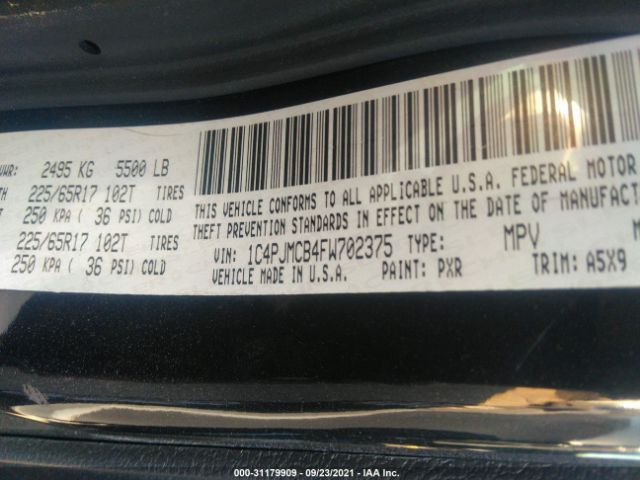 VWR: 2495 KG 5500 LB
TH 225/65R17 102T TIRES
T 250 KPA ( 36 PSI) COLD
225/65R17 102T TIRES
250 KPA ( 36 PSI) COLD
THIS VEHICLE CONFORMS TO ALL APPLICABLE U.S.A. FEDERAL MOTOR
THEFT PREVENTION STANDARDS IN EFFECT ON THE DATE OF MANUFACT
VIN: 1C4PJMCB4FW702375 TYPE: MPV
VEHICLE MADE IN U.S.A. PAINT: PXR TRIM: A5X9
000-31179909 - 09/23/2021 - IAA Inc.